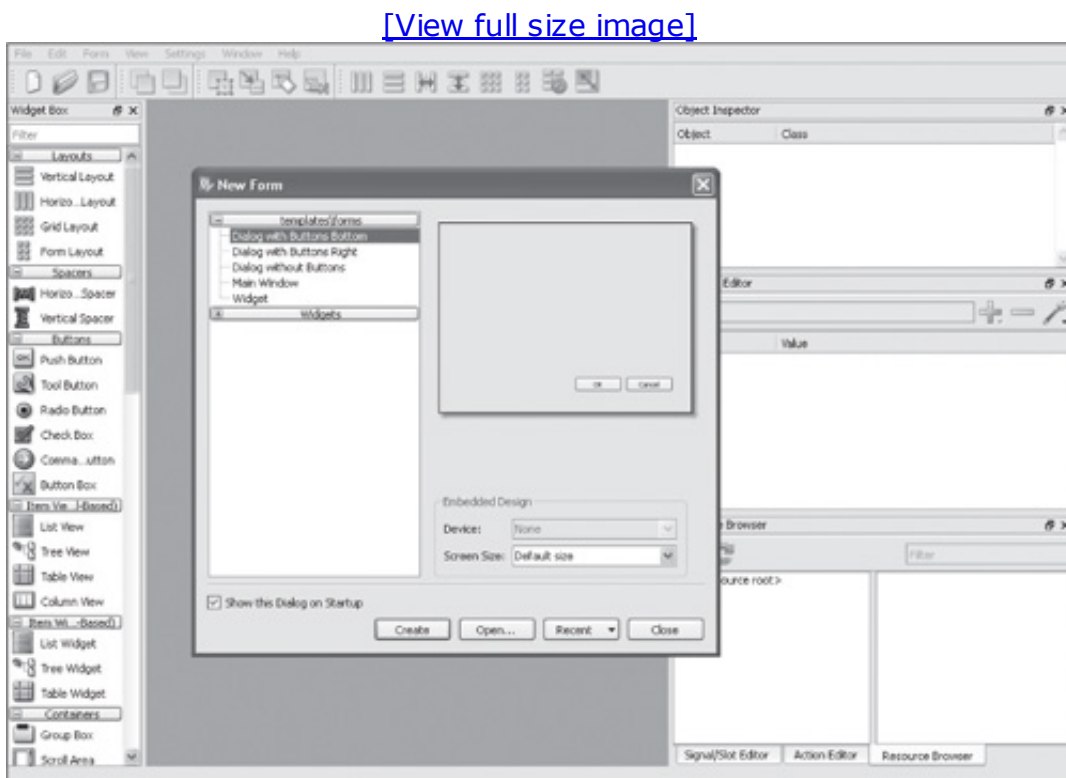 [View full size image]
File Edit Form View Settings Window Help
Widget Box
Filter
Layouts
Vertical Layout
Horizo...Layout
Grid Layout
Form Layout
Spacers
Horizo...Spacer
Vertical Spacer
Buttons
Push Button
Tool Button
Radio Button
Check Box
Comma...utton
Button Box
Item Vie...l-Based)
List View
Tree View
Table View
Column View
Item Wi...-Based)
List Widget
Tree Widget
Table Widget
Containers
Group Box
Scroll Area
New Form
templates\forms
Dialog with Buttons Bottom
Dialog with Buttons Right
Dialog without Buttons
Main Window
Widget
Widgets
OK Cancel
Embedded Design
Device: None
Screen Size: Default size
Show this Dialog on Startup
Create Open... Recent Close
Object Inspector
Object Class
Editor
Value
Browser
Filter
ource root>
Signal/Slot Editor Action Editor Resource Browser